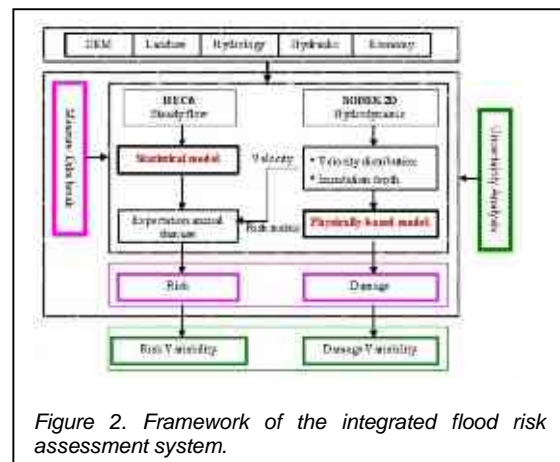 DEM Landuse Hydrology Hydraulic Economy
HEC6
Steady flow
SOBEK 2D
Hydrodynamic
Statistical model
Velocity
• Velocity distribution
• Inundation depth
Expectation annual
damage
Risk
Physically based model
Risk
Damage
Uncertainty Analysis
Risk Variability
Damage Variability
Figure 2. Framework of the integrated flood risk
assessment system.